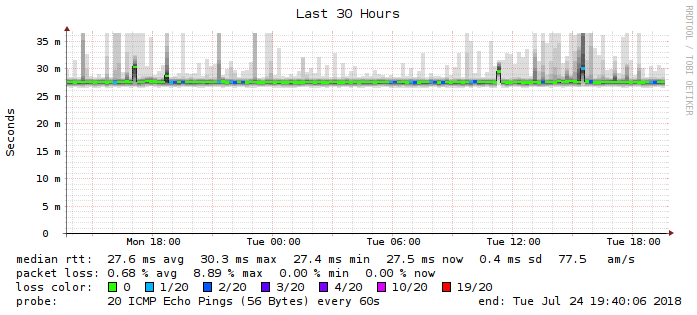 Last 30 Hours
RRDTOOL / TOBI OETIKER
Seconds
35 m
30 m
25 m
20 m
15 m
10 m
5 m
0
Mon 18:00 Tue 00:00 Tue 06:00 Tue 12:00 Tue 18:00
median rtt: 27.6 ms avg 30.3 ms max 27.4 ms min 27.5 ms now 0.4 ms sd 77.5 am/s
packet loss: 0.68 % avg 8.89 % max 0.00 % min 0.00 % now
loss color: 0 1/20 2/20 3/20 4/20 10/20 19/20
probe: 20 ICMP Echo Pings (56 Bytes) every 60s end: Tue Jul 24 19:40:06 2018